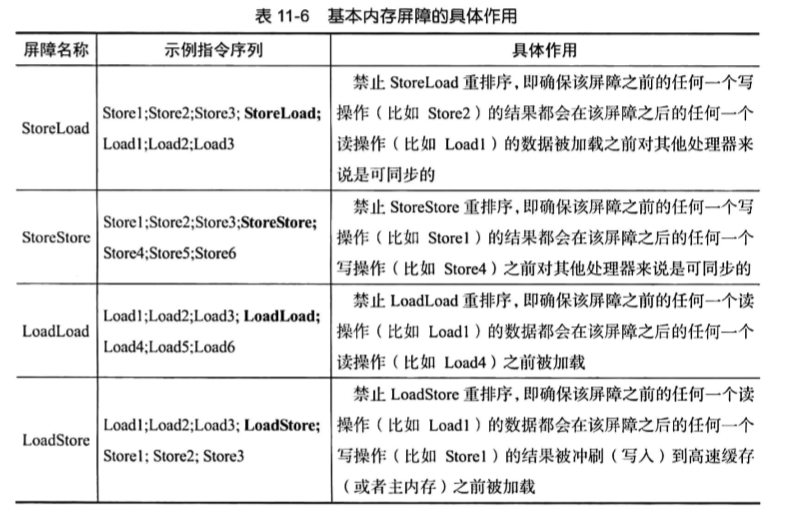 表 11-6 基本内存屏障的具体作用
屏障名称 示例指令序列 具体作用
StoreLoad
Store1;Store2;Store3; StoreLoad;
Load1;Load2;Load3
禁止 StoreLoad 重排序，即确保该屏障之前的任何一个写
操作（比如 Store2）的结果都会在该屏障之后的任何一个
读操作（比如 Load1）的数据被加载之前对其他处理器来
说是可同步的
StoreStore
Store1;Store2;Store3;StoreStore;
Store4;Store5;Store6
禁止 StoreStore 重排序，即确保该屏障之前的任何一个写
操作（比如 Store1）的结果都会在该屏障之后的任何一个
写操作（比如 Store4）之前对其他处理器来说是可同步的
LoadLoad
Load1;Load2;Load3; LoadLoad;
Load4;Load5;Load6
禁止 LoadLoad 重排序，即确保该屏障之前的任何一个读
操作（比如 Load1）的数据都会在该屏障之后的任何一个
读操作（比如 Load4）之前被加载
LoadStore
Load1;Load2;Load3; LoadStore;
Store1; Store2; Store3
禁止 LoadStore 重排序，即确保该屏障之前的任何一个读
操作（比如 Load1）的数据都会在该屏障之后的任何一个
写操作（比如 Store1）的结果被冲刷（写入）到高速缓存
（或者主内存）之前被加载